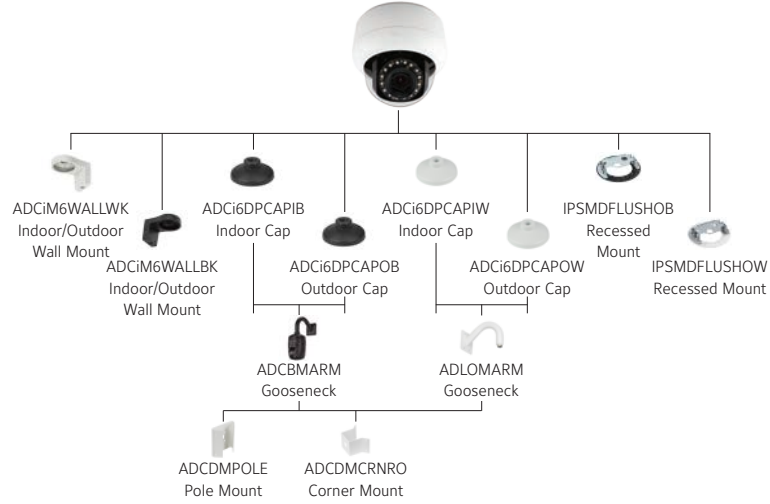 ADCiM6WALLWK
Indoor/Outdoor
Wall Mount
ADCiM6WALLBK
Indoor/Outdoor
Wall Mount
ADCi6DPCAPIB
Indoor Cap
ADCi6DPCAPOB
Outdoor Cap
ADCi6DPCAPIW
Indoor Cap
ADCi6DPCAPOW
Outdoor Cap
IPSMDFLUSHOB
Recessed
Mount
IPSMDFLUSHOW
Recessed Mount
ADCBMARM
Gooseneck
ADLOMARM
Gooseneck
ADCDMPOLE
Pole Mount
ADCDMCRNRO
Corner Mount